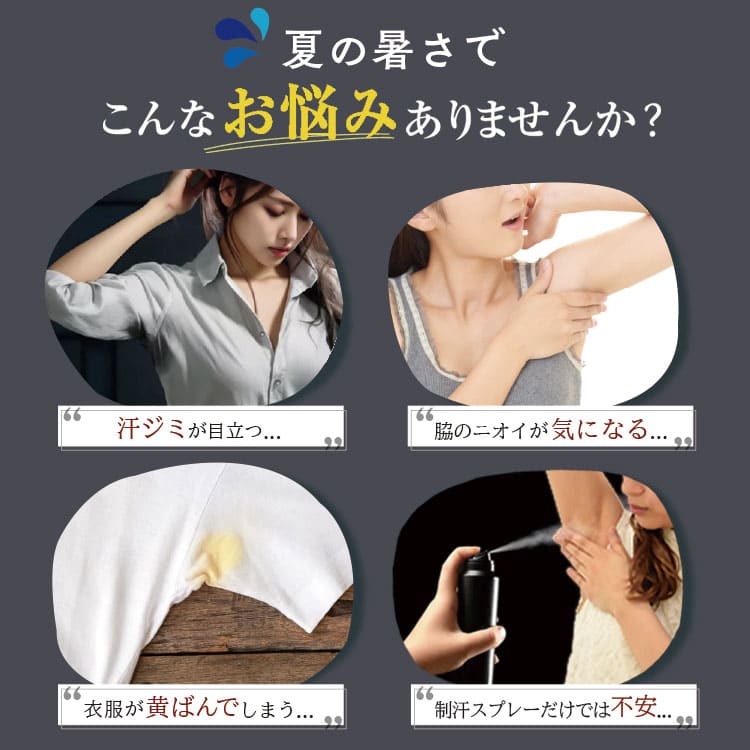 夏の暑さで
こんなお悩みありませんか？
“汗ジミが目立つ...”
“脇のニオイが気になる...”
“衣服が黄ばんでしまう...”
“制汗スプレーだけでは不安...”